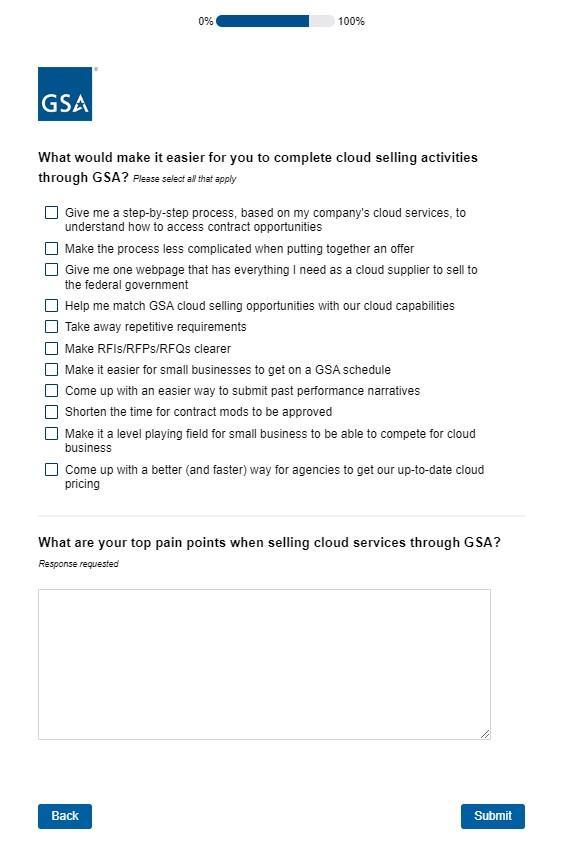 0% 100%
GSA
What would make it easier for you to complete cloud selling activities
through GSA? Please select all that apply
Give me a step-by-step process, based on my company's cloud services, to
understand how to access contract opportunities
Make the process less complicated when putting together an offer
Give me one webpage that has everything I need as a cloud supplier to sell to
the federal government
Help me match GSA cloud selling opportunities with our cloud capabilities
Take away repetitive requirements
Make RFIs/RFPs/RFQs clearer
Make it easier for small businesses to get on a GSA schedule
Come up with an easier way to submit past performance narratives
Shorten the time for contract mods to be approved
Make it a level playing field for small business to be able to compete for cloud
business
Come up with a better (and faster) way for agencies to get our up-to-date cloud
pricing
What are your top pain points when selling cloud services through GSA?
Response requested
Back Submit